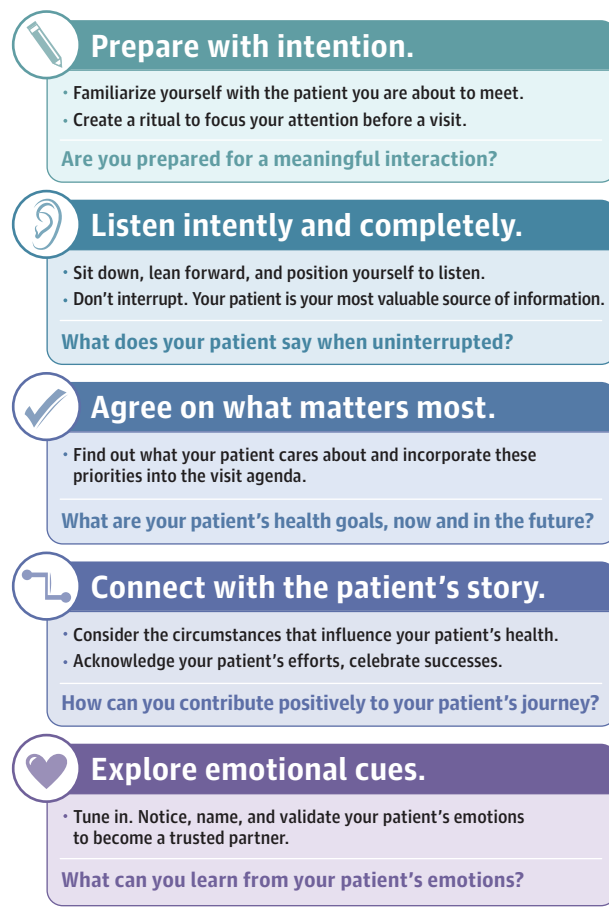 Prepare with intention.
· Familiarize yourself with the patient you are about to meet.
· Create a ritual to focus your attention before a visit.
Are you prepared for a meaningful interaction?
Listen intently and completely.
· Sit down, lean forward, and position yourself to listen.
· Don’t interrupt. Your patient is your most valuable source of information.
What does your patient say when uninterrupted?
Agree on what matters most.
· Find out what your patient cares about and incorporate these
priorities into the visit agenda.
What are your patient’s health goals, now and in the future?
Connect with the patient’s story.
· Consider the circumstances that influence your patient’s health.
· Acknowledge your patient’s efforts, celebrate successes.
How can you contribute positively to your patient’s journey?
Explore emotional cues.
· Tune in. Notice, name, and validate your patient’s emotions
to become a trusted partner.
What can you learn from your patient’s emotions?